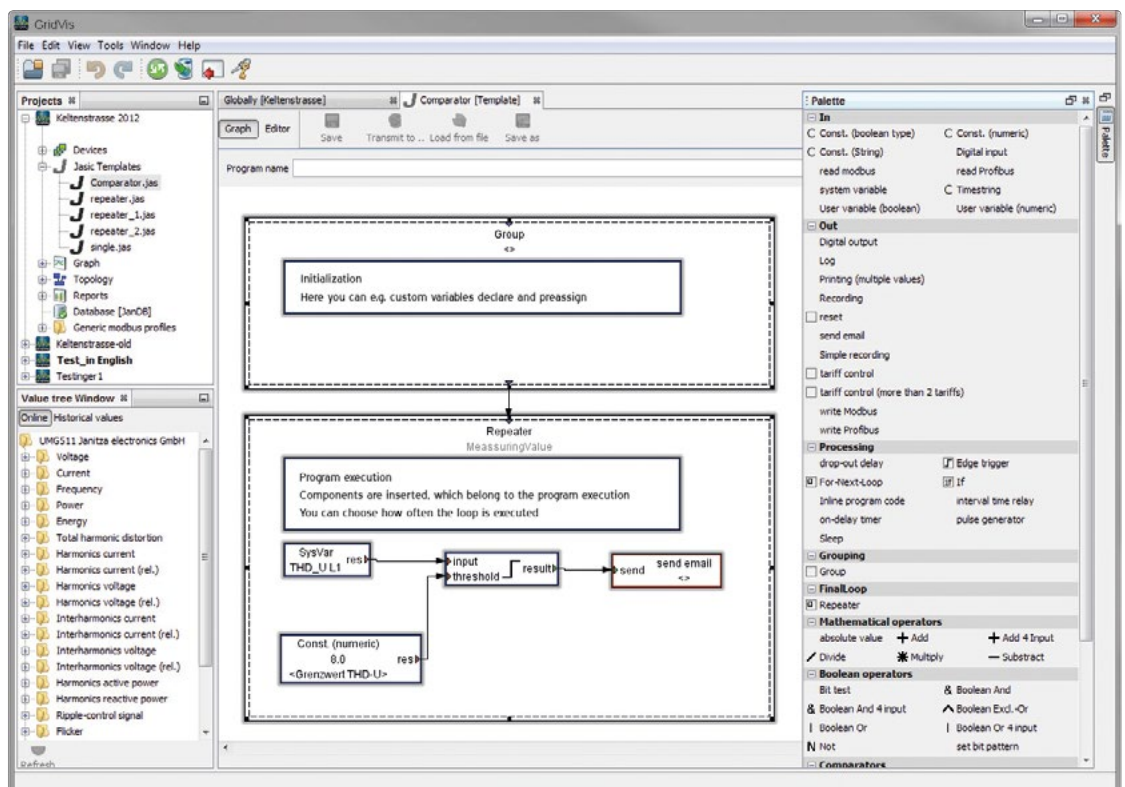 GridVis
File Edit View Tools Window Help
Projects
Keltenstrasse 2012
Devices
Jasic Templates
Comparator.jas
repeater.jas
repeater_1.jas
repeater_2.jas
single.jas
Graph
Topology
Reports
Database [JanDB]
Generic modbus profiles
Keltenstrasse-old
Test_in English
Testinger1
Value tree Window
Online Historical values
UMG511 Janitza electronics GmbH
Voltage
Current
Frequency
Power
Energy
Total harmonic distortion
Harmonics current
Harmonics current (rel.)
Harmonics voltage
Harmonics voltage (rel.)
Interharmonics current
Interharmonics current (rel.)
Interharmonics voltage
Interharmonics voltage (rel.)
Harmonics active power
Harmonics reactive power
Ripple-control signal
Flicker
Refresh
Globally [Keltenstrasse] Comparator [Template]
Graph Editor Save Transmit to .. Load from file Save as
Program name
Group
<>
Initialization
Here you can e.g. custom variables declare and preassign
Repeater
MeassuringValue
Program execution
Components are inserted, which belong to the program execution
You can choose how often the loop is executed
SysVar
THD_U L1
res
input
threshold
result
send
send email
<>
Const. (numeric)
8.0
<Grenzwert THD-U>
res
Palette
Palette
In
C Const. (boolean type) C Const. (numeric)
C Const. (String) Digital input
read modbus read Profibus
system variable C Timestring
User variable (boolean) User variable (numeric)
Out
Digital output
Log
Printing (multiple values)
Recording
reset
send email
Simple recording
tariff control
tariff control (more than 2 tariffs)
write Modbus
write Profibus
Processing
drop-out delay Edge trigger
For-Next-Loop If If
Inline program code interval time relay
on-delay timer pulse generator
Sleep
Grouping
Group
FinalLoop
Repeater
Mathematical operators
absolute value + Add + Add 4 Input
Divide Multiply — Substract
Boolean operators
Bit test & Boolean And
& Boolean And 4 input Boolean Excl.-Or
| Boolean Or | Boolean Or 4 input
N Not set bit pattern
Comparators